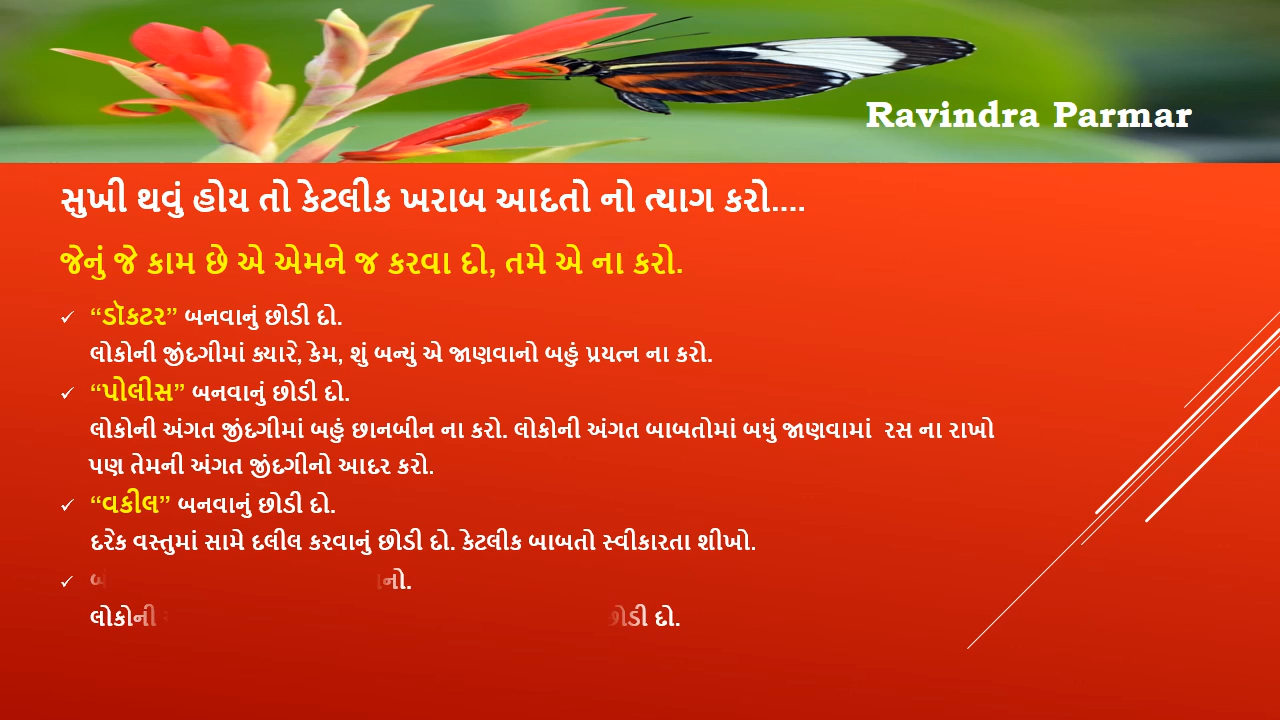 Ravindra Parmar
સુખી થવું હોય તો કેટલીક ખરાબ આદતો નો ત્યાગ કરો....
જેનું જે કામ છે એ એમને જ કરવા દો, તમે એ ના કરો.
✓ “ડૉકટર” બનવાનું છોડી દો.
લોકોની જીંદગીમાં ક્યારે, કેમ, શું બન્યું એ જાણવાનો બહું પ્રયત્ન ના કરો.
✓ “પોલીસ” બનવાનું છોડી દો.
લોકોની અંગત જીંદગીમાં બહું છાનબીન ના કરો. લોકોની અંગત બાબતોમાં બધું જાણવામાં રસ ના રાખો
પણ તેમની અંગત જીંદગીનો આદર કરો.
✓ “વકીલ” બનવાનું છોડી દો.
દરેક વસ્તુમાં સામે દલીલ કરવાનું છોડી દો. કેટલીક બાબતો સ્વીકારતા શીખો.
✓
લોકોની છોડી દો.